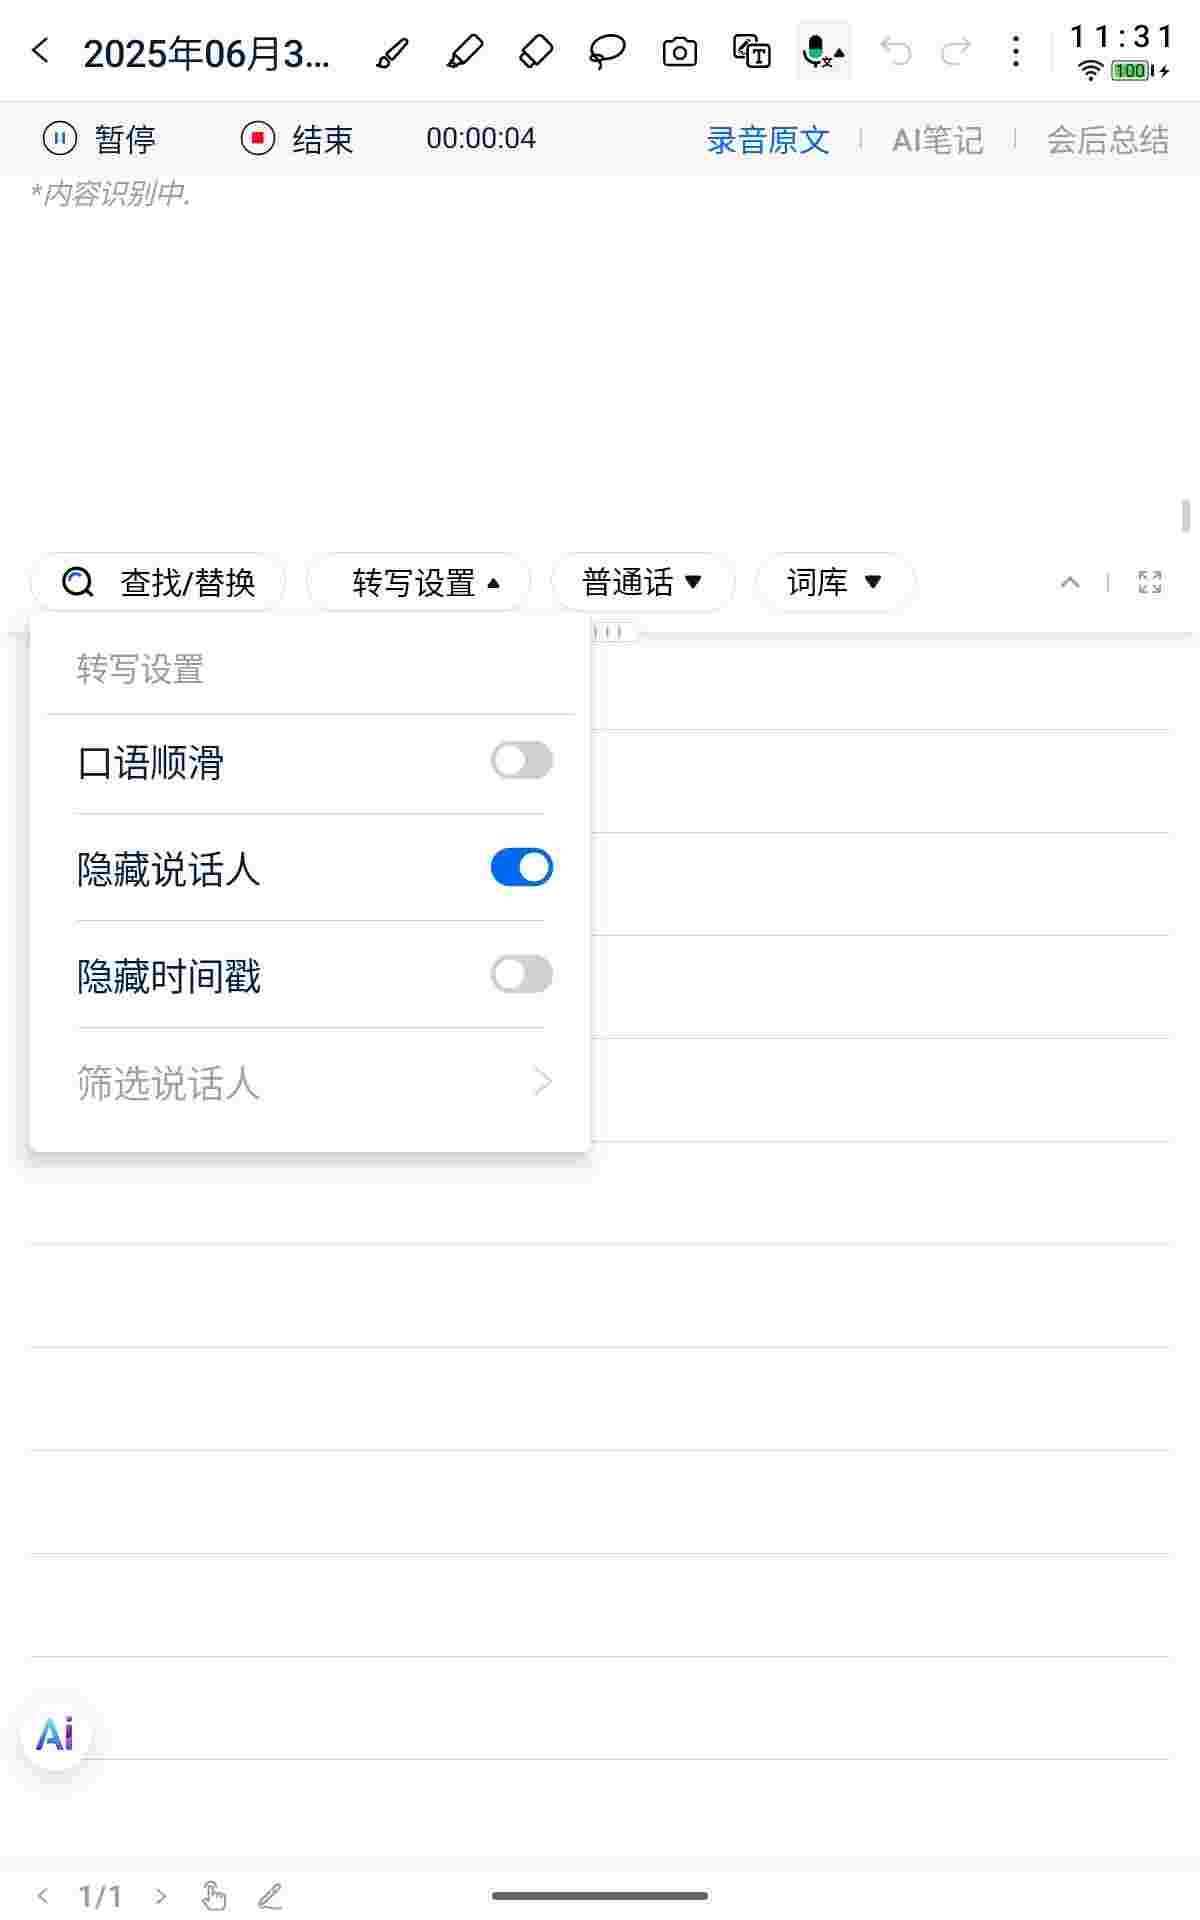 2025年06月3...
11:31
100
暂停 结束 00:00:04 录音原文 AI笔记 会后总结
*内容识别中.
查找/替换 转写设置 普通话 词库
转写设置
口语顺滑
隐藏说话人
隐藏时间戳
筛选说话人
Ai
1/1